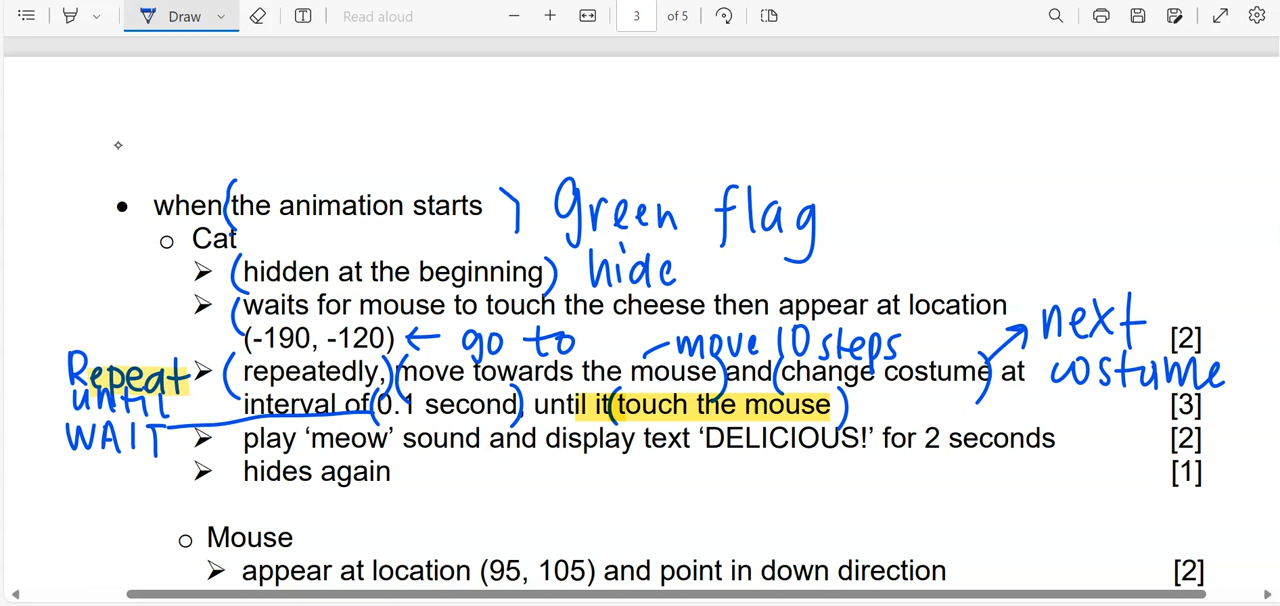 Draw
Read aloud
3 of 5
when (the animation starts) green flag
Cat
(hidden at the beginning) hide
(waits for mouse to touch the cheese then appear at location
(-190, -120) ← go to
move 10 steps
next
costume
[2]
Repeat
until
WAIT
(repeatedly,) (move towards the mouse) and (change costume) at
interval of (0.1 second), until it (touch the mouse)
[3]
play ‘meow’ sound and display text ‘DELICIOUS!’ for 2 seconds [2]
hides again [1]
Mouse
appear at location (95, 105) and point in down direction [2]